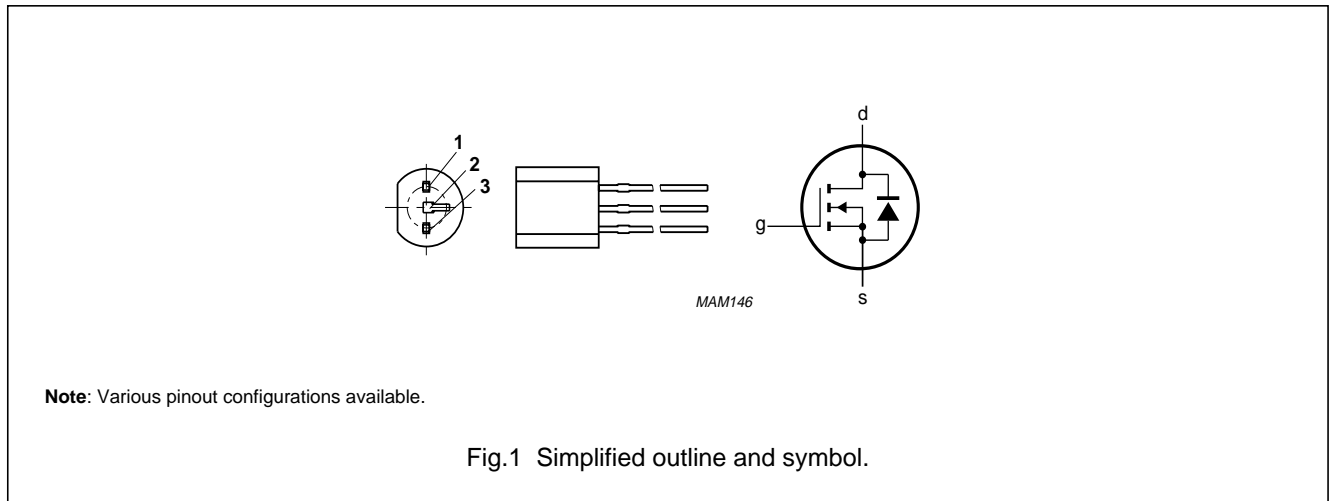 1
2
3
d
g
s
MAM146
Note: Various pinout configurations available.
Fig.1 Simplified outline and symbol.